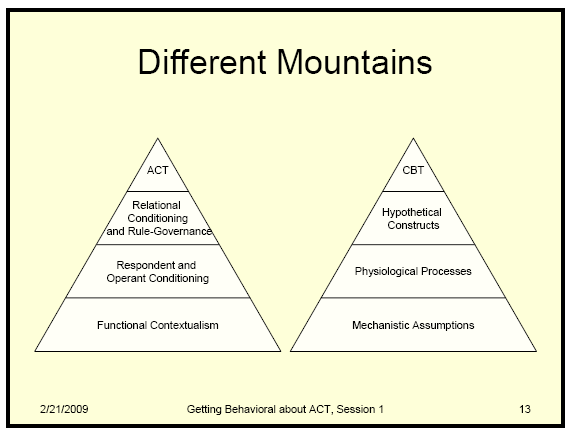 Different Mountains
ACT
Relational
Conditioning
and Rule-Governance
Respondent and
Operant Conditioning
Functional Contextualism
CBT
Hypothetical
Constructs
Physiological Processes
Mechanistic Assumptions
2/21/2009
Getting Behavioral about ACT, Session 1
13